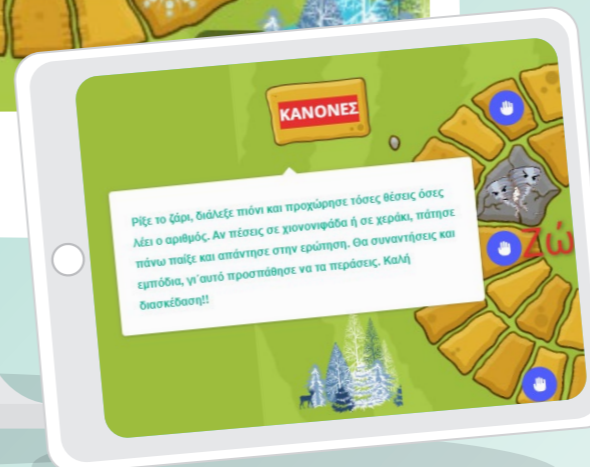 ΚΑΝΟΝΕΣ
Ρίξε το ζάρι, διάλεξε πιόνι και προχώρησε τόσες θέσεις όσες
λέει ο αριθμός. Αν πέσεις σε χιονονιφάδα ή σε χεράκι, πάτησε
πάνω παίξε και απάντησε στην ερώτηση. Θα συναντήσεις και
εμπόδια, γι΄αυτό προσπάθησε να τα περάσεις. Καλή
διασκέδαση!!
Ζώ